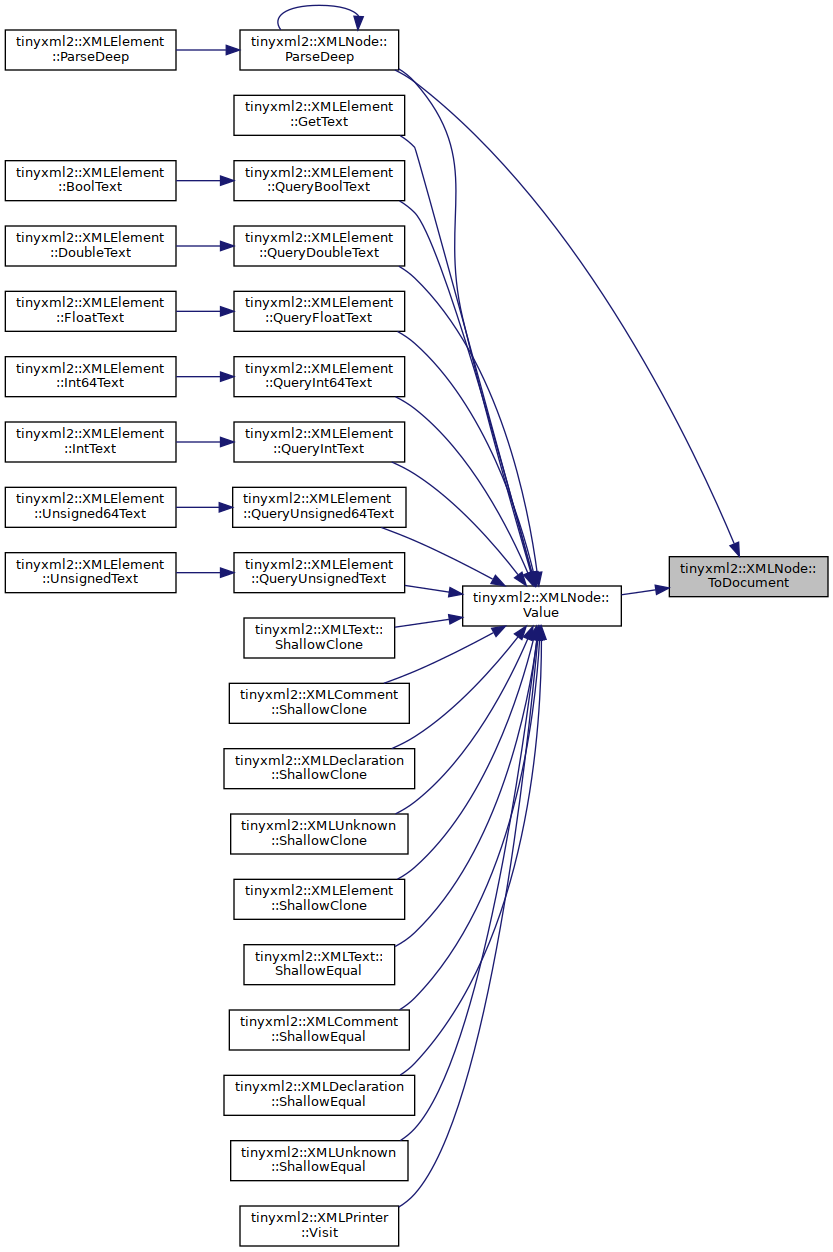 tinyxml2::XMLElement
::ParseDeep
tinyxml2::XMLNode::
ParseDeep
tinyxml2::XMLElement
::GetText
tinyxml2::XMLElement
::BoolText
tinyxml2::XMLElement
::QueryBoolText
tinyxml2::XMLElement
::DoubleText
tinyxml2::XMLElement
::QueryDoubleText
tinyxml2::XMLElement
::FloatText
tinyxml2::XMLElement
::QueryFloatText
tinyxml2::XMLElement
::Int64Text
tinyxml2::XMLElement
::QueryInt64Text
tinyxml2::XMLElement
::IntText
tinyxml2::XMLElement
::QueryIntText
tinyxml2::XMLElement
::Unsigned64Text
tinyxml2::XMLElement
::QueryUnsigned64Text
tinyxml2::XMLElement
::UnsignedText
tinyxml2::XMLElement
::QueryUnsignedText
tinyxml2::XMLNode::
Value
tinyxml2::XMLNode::
ToDocument
tinyxml2::XMLText::
ShallowClone
tinyxml2::XMLComment
::ShallowClone
tinyxml2::XMLDeclaration
::ShallowClone
tinyxml2::XMLUnknown
::ShallowClone
tinyxml2::XMLElement
::ShallowClone
tinyxml2::XMLText::
ShallowEqual
tinyxml2::XMLComment
::ShallowEqual
tinyxml2::XMLDeclaration
::ShallowEqual
tinyxml2::XMLUnknown
::ShallowEqual
tinyxml2::XMLPrinter
::Visit